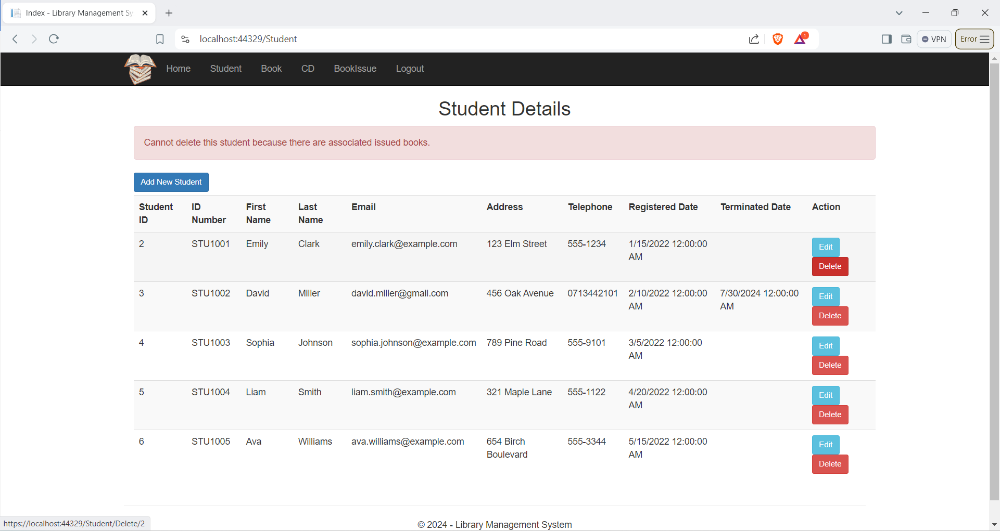 Index - Library Management Sy
localhost:44329/Student
1
VPN
Error
Home Student Book CD BookIssue Logout
Student Details
Cannot delete this student because there are associated issued books.
Add New Student
Student ID Number First Name Last Name Email Address Telephone Registered Date Terminated Date Action
ID
2 STU1001 Emily Clark emily.clark@example.com 123 Elm Street 555-1234 1/15/2022 12:00:00 Edit
AM Delete
3 STU1002 David Miller david.miller@gmail.com 456 Oak Avenue 0713442101 2/10/2022 12:00:00 7/30/2024 12:00:00 Edit
AM AM Delete
4 STU1003 Sophia Johnson sophia.johnson@example.com 789 Pine Road 555-9101 3/5/2022 12:00:00 Edit
AM Delete
5 STU1004 Liam Smith liam.smith@example.com 321 Maple Lane 555-1122 4/20/2022 12:00:00 Edit
AM Delete
6 STU1005 Ava Williams ava.williams@example.com 654 Birch 555-3344 5/15/2022 12:00:00 Edit
Boulevard AM Delete
https://localhost:44329/Student/Delete/2
© 2024 - Library Management System